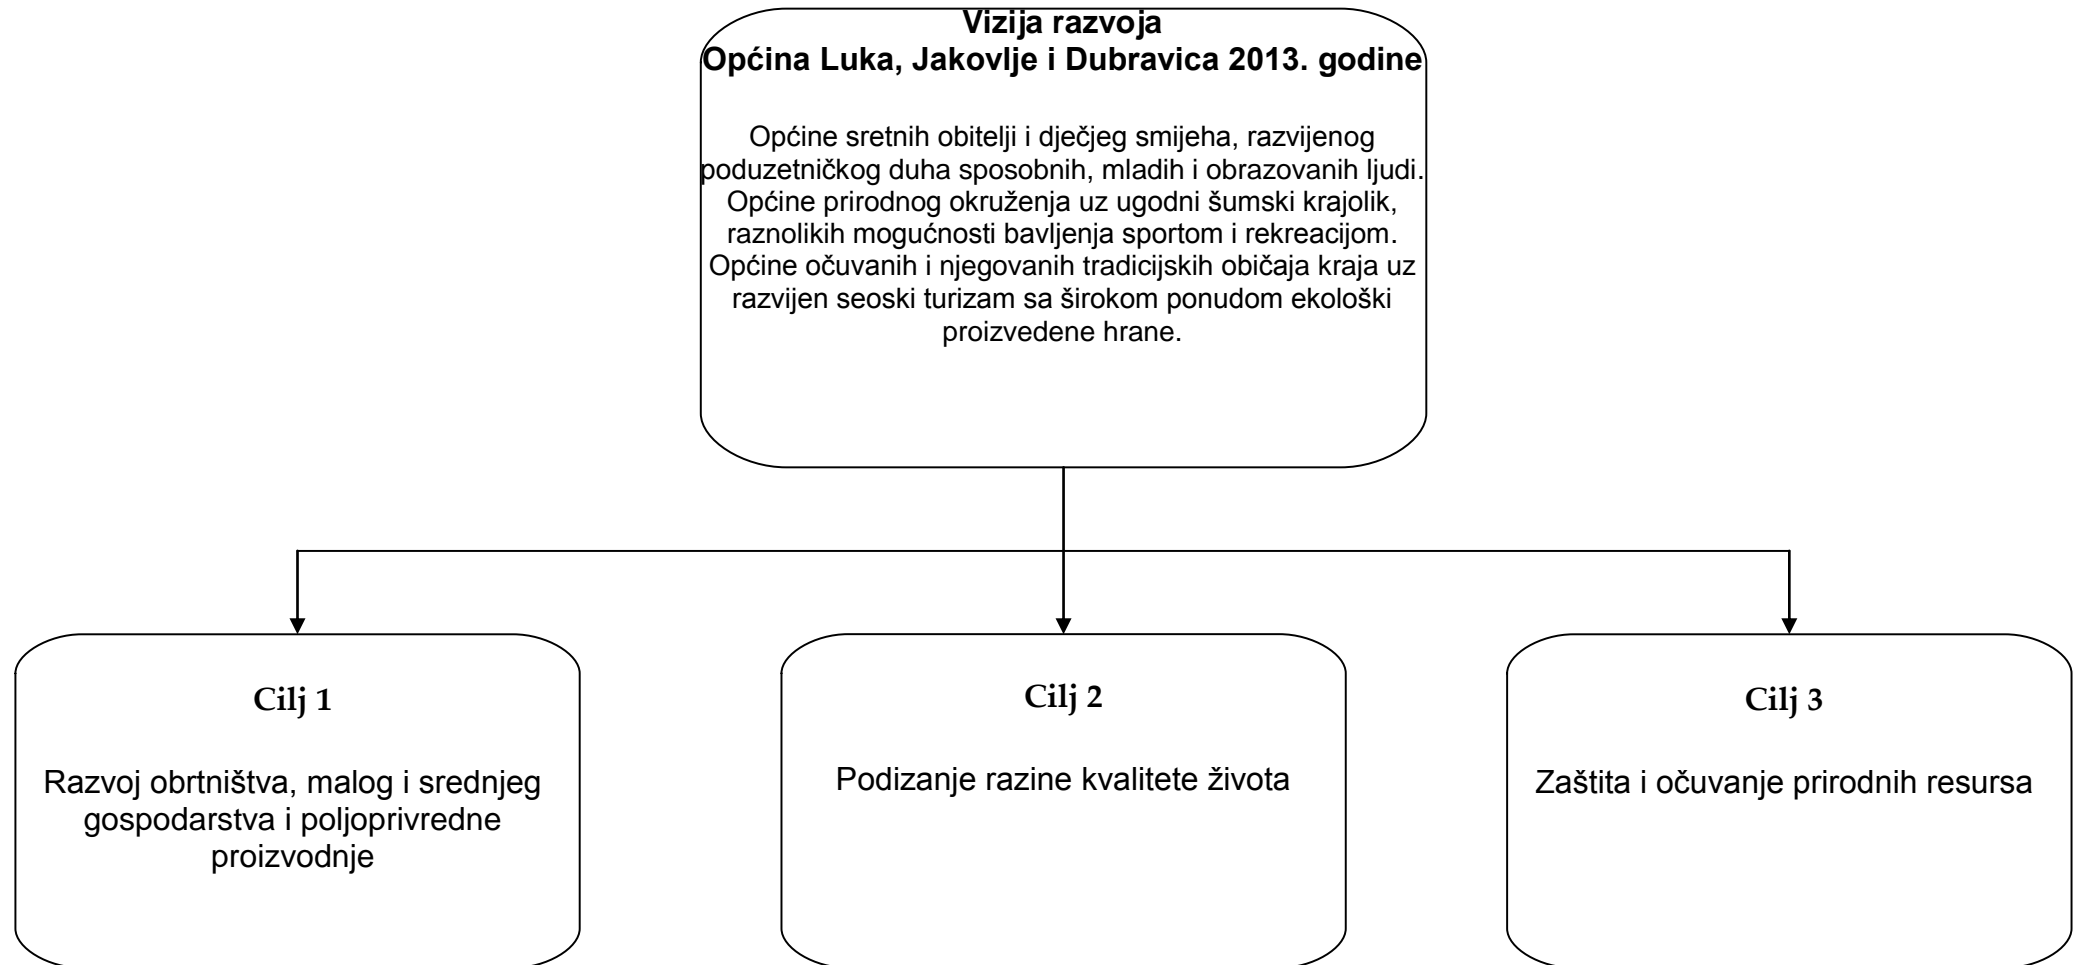 Vizija razvoja
Općina Luka, Jakovlje i Dubravica 2013. godine
Općine sretnih obitelji i dječjeg smijeha, razvijenog
poduzetničkog duha sposobnih, mladih i obrazovanih ljudi.
Općine prirodnog okruženja uz ugodni šumski krajolik,
raznolikih mogućnosti bavljenja sportom i rekreacijom.
Općine očuvanih i njegovanih tradicijskih običaja kraja uz
razvijen seoski turizam sa širokom ponudom ekološki
proizvedene hrane.
Cilj 1
Razvoj obrtništva, malog i srednjeg
gospodarstva i poljoprivredne
proizvodnje
Cilj 2
Podizanje razine kvalitete života
Cilj 3
Zaštita i očuvanje prirodnih resursa